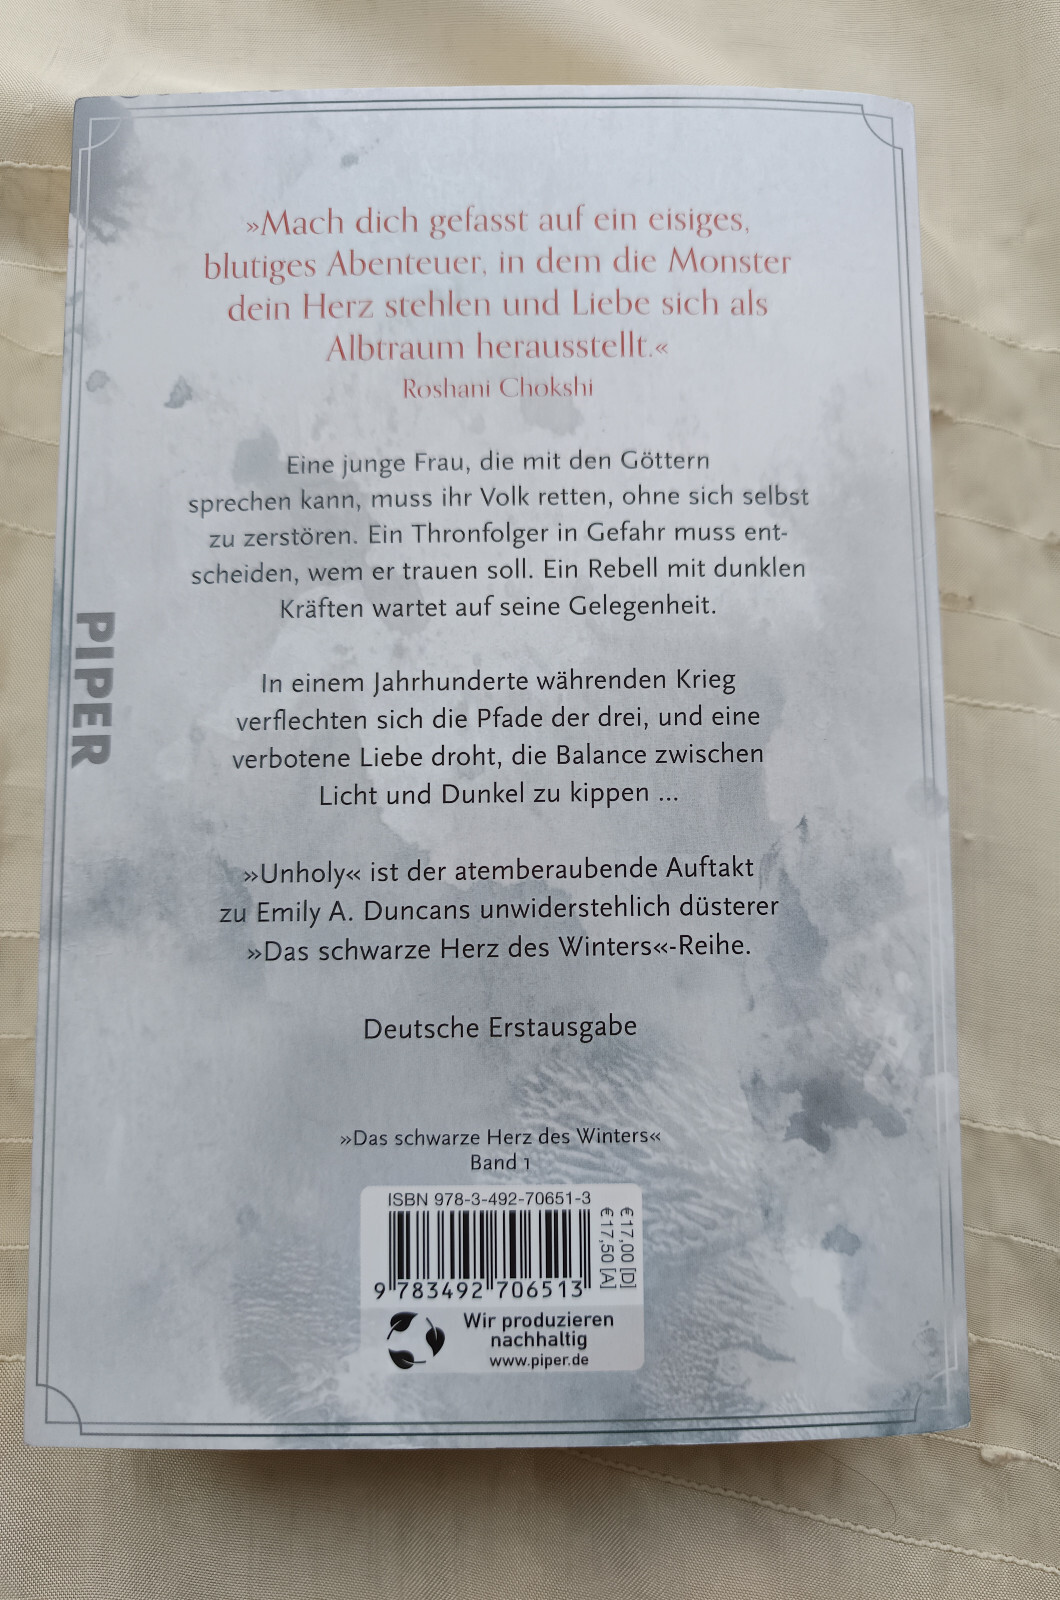 »Mach dich gefasst auf ein eisiges,
blutiges Abenteuer, in dem die Monster
dein Herz stehlen und Liebe sich als
Albtraum herausstellt.«
Roshani Chokshi
Eine junge Frau, die mit den Göttern
sprechen kann, muss ihr Volk retten, ohne sich selbst
zu zerstören. Ein Thronfolger in Gefahr muss ent-
scheiden, wem er trauen soll. Ein Rebell mit dunklen
Kräften wartet auf seine Gelegenheit.
PIPER
In einem Jahrhunderte währenden Krieg
verflechten sich die Pfade der drei, und eine
verbotene Liebe droht, die Balance zwischen
Licht und Dunkel zu kippen ...
»Unholy« ist der atemberaubende Auftakt
zu Emily A. Duncans unwiderstehlich düsterer
»Das schwarze Herz des Winters«-Reihe.
Deutsche Erstausgabe
»Das schwarze Herz des Winters«
Band 1
ISBN 978-3-492-70651-3
€ 17,00 [D]
€ 17,50 [A]
9 783492 706513
Wir produzieren
nachhaltig
www.piper.de